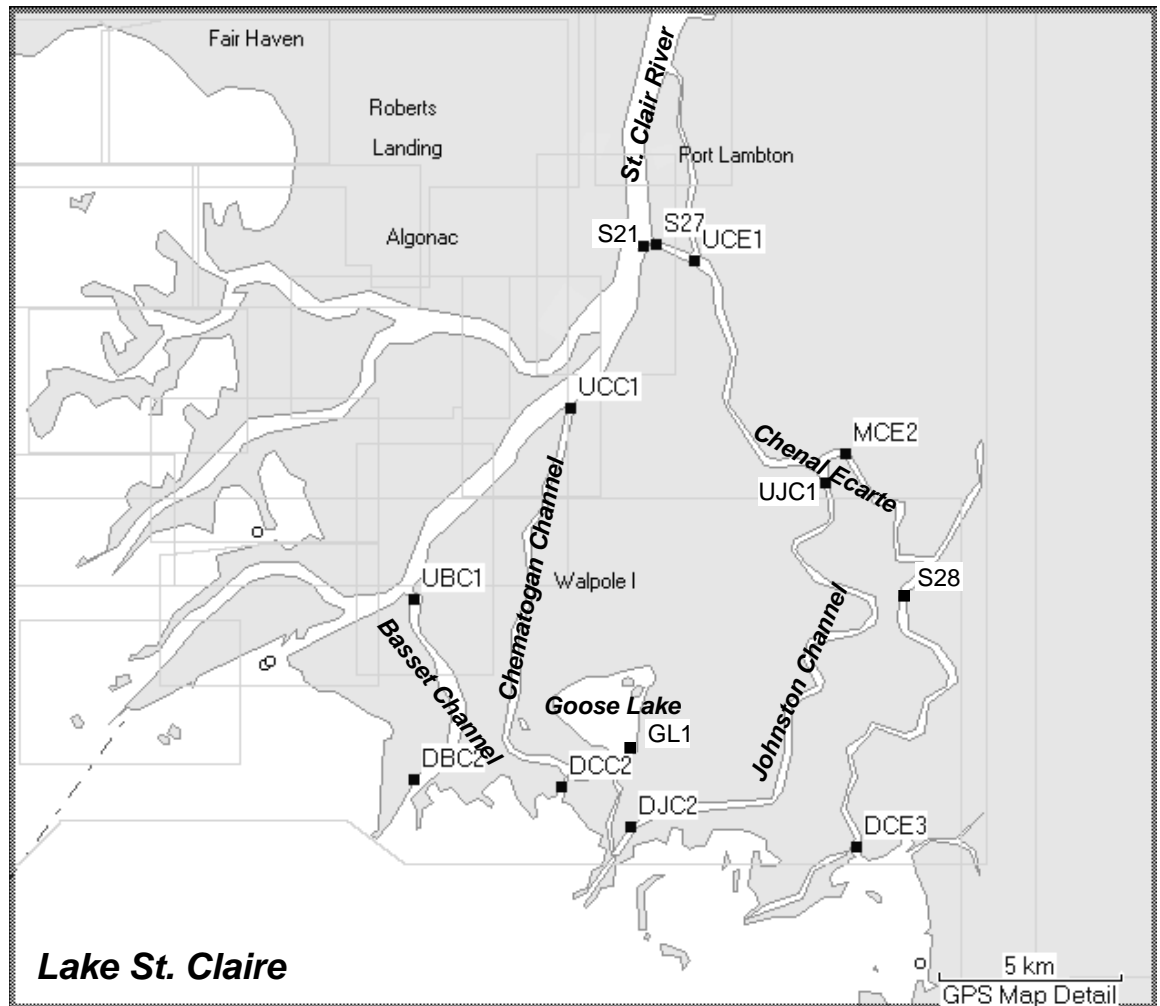 Fair Haven
St. Clair River
Roberts
Landing
Port Lambton
S27
S21
Algonac
UCE1
UCC1
MCE2
Chenal Ecarte
UJC1
Chematogan Channel
Walpole I
UBC1
S28
Basset Channel
Johnston Channel
Goose Lake
GL1
DBC2
DCC2
DJC2
DCE3
Lake St. Claire
5 km
GPS Map Detail